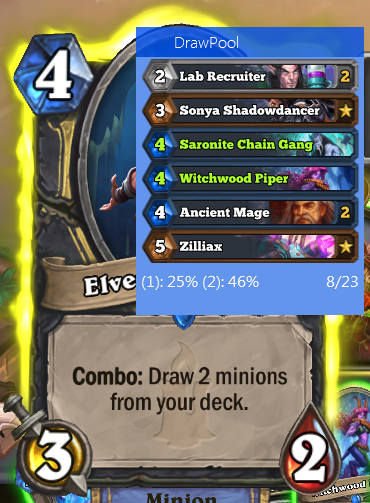 DrawPool
4
2 Lab Recruiter 2
3 Sonya Shadowdancer
4 Saronite Chain Gang
4 Witchwood Piper
4 Ancient Mage 2
5 Zilliax
(1): 25% (2): 46% 8/23
Elve
Combo: Draw 2 minions
from your deck.
3
2
Minion